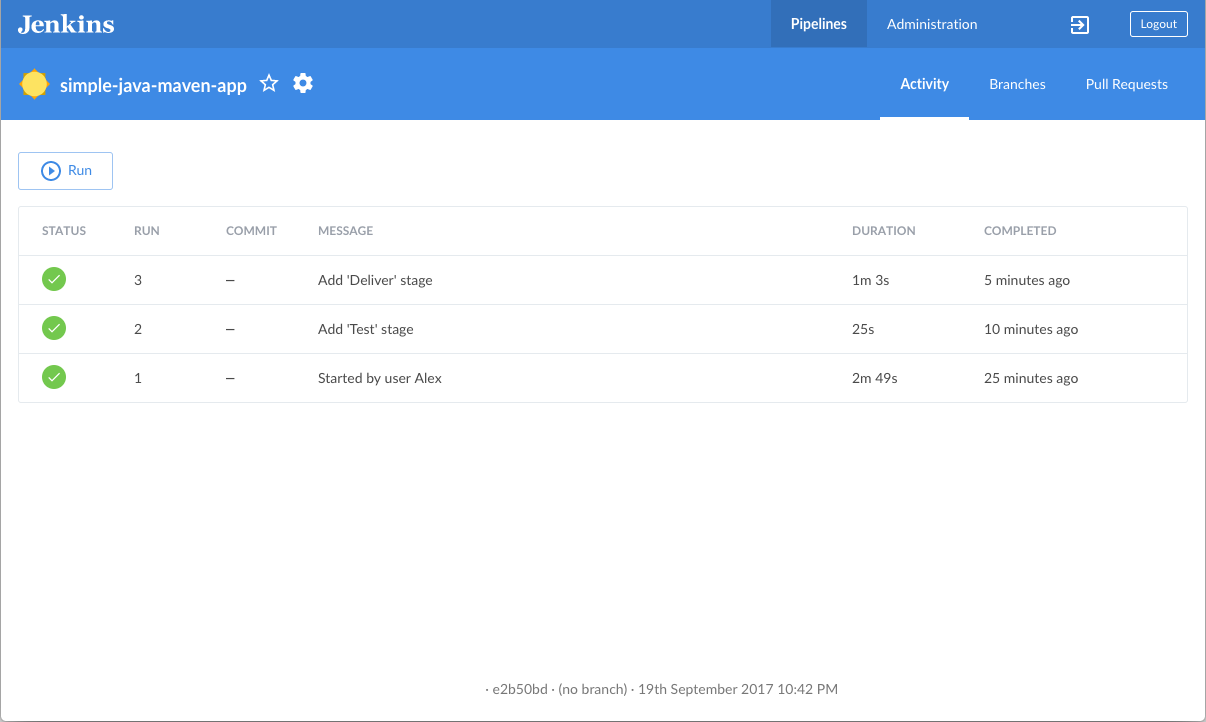 Jenkins Pipelines Administration Logout
simple-java-maven-app Activity Branches Pull Requests
Run
STATUS RUN COMMIT MESSAGE DURATION COMPLETED
3 — Add 'Deliver' stage 1m 3s 5 minutes ago
2 — Add 'Test' stage 25s 10 minutes ago
1 — Started by user Alex 2m 49s 25 minutes ago
· e2b50bd · (no branch) · 19th September 2017 10:42 PM